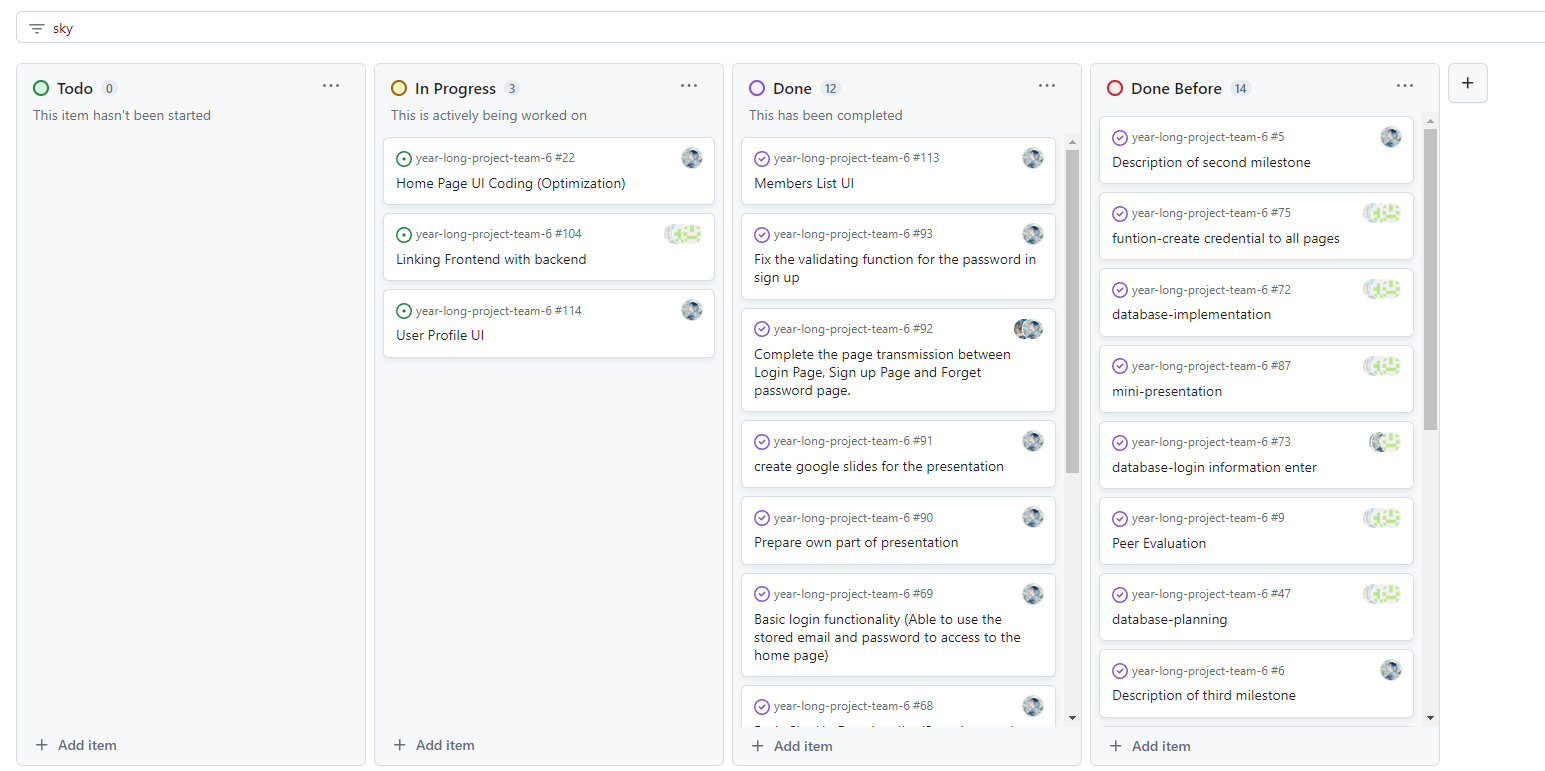 sky
Todo 0
This item hasn't been started
Add item
In Progress 3
This is actively being worked on
year-long-project-team-6 #22
Home Page UI Coding (Optimization)
year-long-project-team-6 #104
Linking Frontend with backend
year-long-project-team-6 #114
User Profile UI
Add item
Done 12
This has been completed
year-long-project-team-6 #113
Members List UI
year-long-project-team-6 #93
Fix the validating function for the password in
sign up
year-long-project-team-6 #92
Complete the page transmission between
Login Page, Sign up Page and Forget
password page.
year-long-project-team-6 #91
create google slides for the presentation
year-long-project-team-6 #90
Prepare own part of presentation
year-long-project-team-6 #69
Basic login functionality (Able to use the
stored email and password to access to the
home page)
year-long-project-team-6 #68
Add item
Done Before 14
year-long-project-team-6 #5
Description of second milestone
year-long-project-team-6 #75
funtion-create credential to all pages
year-long-project-team-6 #72
database-implementation
year-long-project-team-6 #87
mini-presentation
year-long-project-team-6 #73
database-login information enter
year-long-project-team-6 #9
Peer Evaluation
year-long-project-team-6 #47
database-planning
year-long-project-team-6 #6
Description of third milestone
Add item